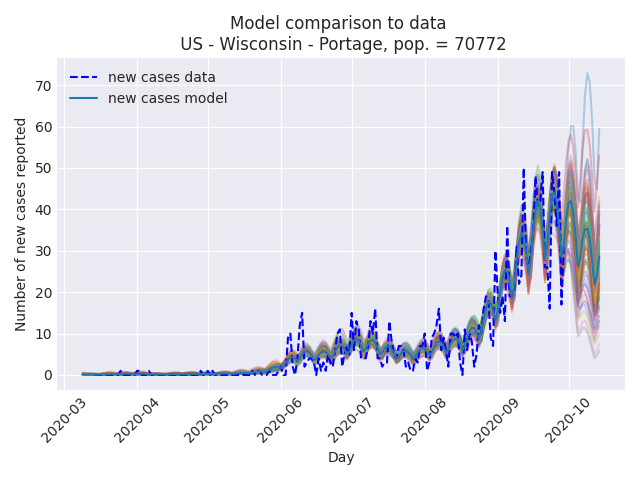 Model comparison to data
US - Wisconsin - Portage, pop. = 70772
new cases data
new cases model
Number of new cases reported
70
60
50
40
30
20
10
0
2020-03
2020-04
2020-05
2020-06
2020-07
2020-08
2020-09
2020-10
Day